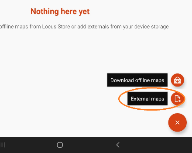 Nothing here yet
offline maps from Locus Store or add externals from your device storage
Download offline maps
External maps